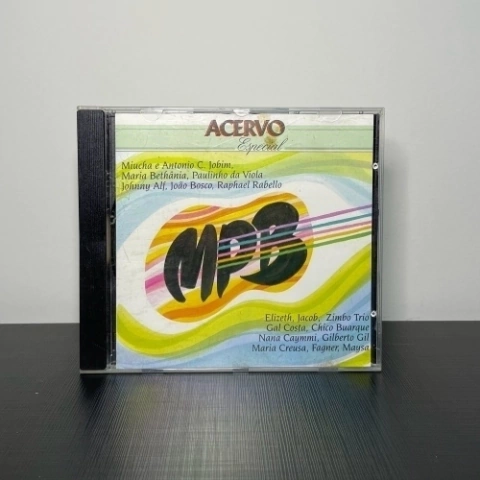 ACERVO
Especial
Miucha e Antonio C. Jobim,
Maria Bethânia, Paulinho da Viola
Johnny Alf, João Bosco, Raphael Rabello
MPB
Elizeth, Jacob, Zimbo Trio
Gal Costa, Chico Buarque
Nana Caymmi, Gilberto Gil
Maria Creusa, Fagner, Maysa